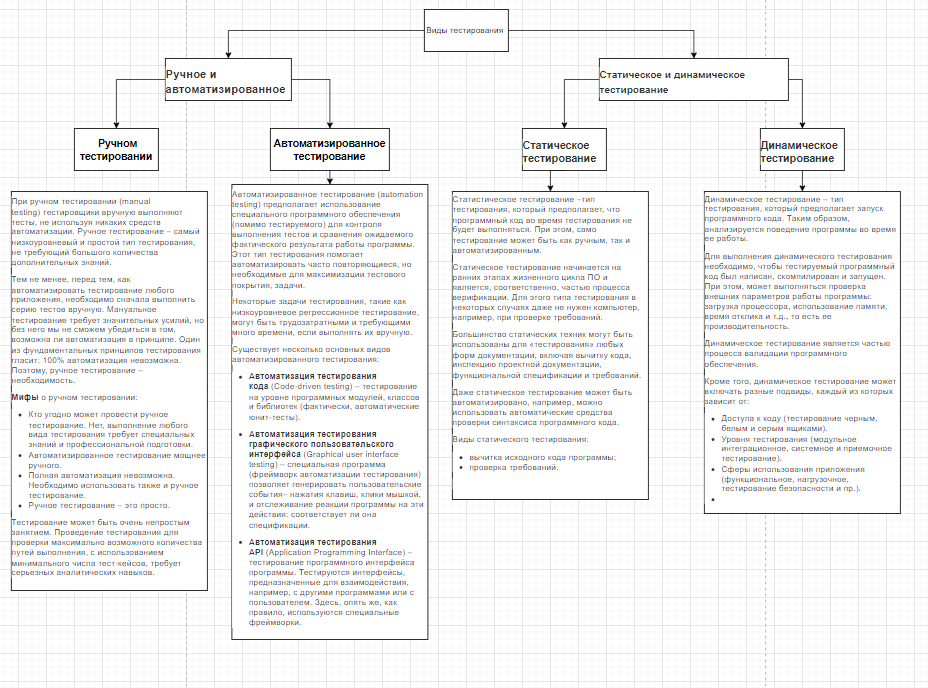 Виды тестирования
Ручное и
автоматизированное
Статическое и динамическое
тестирование
Ручном
тестировании
Автоматизированное
тестирование
Статическое
тестирование
Динамическое
тестирование
При ручном тестировании (manual
testing) тестировщики вручную выполняют
тесты, не используя никаких средств
автоматизации. Ручное тестирование – самый
низкоуровневый и простой тип тестирования,
не требующий большого количества
дополнительных знаний.
Тем не менее, перед тем, как
автоматизировать тестирование любого
приложения, необходимо сначала выполнить
серию тестов вручную. Мануальное
тестирование требует значительных усилий, но
без него мы не сможем убедиться в том,
возможна ли автоматизация в принципе. Один
из фундаментальных принципов тестирования
гласит: 100% автоматизация невозможна.
Поэтому, ручное тестирование –
необходимость.
Мифы о ручном тестировании:
• Кто угодно может провести ручное
тестирование. Нет, выполнение любого
вида тестирования требует специальных
знаний и профессиональной подготовки.
• Автоматизированное тестирование мощнее
ручного.
• Полная автоматизация невозможна.
Необходимо использовать также и ручное
тестирование.
• Ручное тестирование – это просто.
Тестирование может быть очень непростым
занятием. Проведение тестирования для
проверки максимально возможного количества
путей выполнения, с использованием
минимального числа тест-кейсов, требует
серьезных аналитических навыков.
Автоматизированное тестирование (automation
testing) предполагает использование
специального программного обеспечения
(помимо тестируемого) для контроля
выполнения тестов и сравнения ожидаемого
фактического результата работы программы.
Этот тип тестирования помогает
автоматизировать часто повторяющиеся, но
необходимые для максимизации тестового
покрытия, задачи.
Некоторые задачи тестирования, такие как
низкоуровневое регрессионное тестирование,
могут быть трудозатратными и требующими
много времени, если выполнять их вручную.
Существует несколько основных видов
автоматизированного тестирования:
• Автоматизация тестирования
кода (Code-driven testing) – тестирование
на уровне программных модулей, классов
и библиотек (фактически, автоматические
юнит-тесты).
• Автоматизация тестирования
графического пользовательского
интерфейса (Graphical user interface
testing) – специальная программа
(фреймворк автоматизации тестирования)
позволяет генерировать пользовательские
события– нажатия клавиш, клики мышкой,
и отслеживание реакции программы на эти
действия: соответствует ли она
спецификации.
• Автоматизация тестирования
API (Application Programming Interface) –
тестирование программного интерфейса
программы. Тестируются интерфейсы,
предназначенные для взаимодействия,
например, с другими программами или с
пользователем. Здесь, опять же, как
правило, используются специальные
фреймворки.
Статистическое тестирование –тип
тестирования, который предполагает, что
программный код во время тестирования не
будет выполняться. При этом, само
тестирование может быть как ручным, так и
автоматизированным.
Статическое тестирование начинается на
ранних этапах жизненного цикла ПО и
является, соответственно, частью процесса
верификации. Для этого типа тестирования в
некоторых случаях даже не нужен компьютер,
например, при проверке требований.
Большинство статических техник могут быть
использованы для «тестирования» любых
форм документации, включая вычитку кода,
инспекцию проектной документации,
функциональной спецификации и требований.
Даже статическое тестирование может быть
автоматизировано, например, можно
использовать автоматические средства
проверки синтаксиса программного кода.
Виды статического тестирования:
• вычитка исходного кода программы;
• проверка требований.
Динамическое тестирование – тип
тестирования, который предполагает запуск
программного кода. Таким образом,
анализируется поведение программы во время
ее работы.
Для выполнения динамического тестирования
необходимо, чтобы тестируемый программный
код был написан, скомпилирован и запущен.
При этом, может выполняться проверка
внешних параметров работы программы:
загрузка процессора, использование памяти,
время отклика и т.д., то есть ее
производительность.
Динамическое тестирование является частью
процесса валидации программного
обеспечения.
Кроме того, динамическое тестирование может
включать разные подвиды, каждый из которых
зависит от:
• Доступа к коду (тестирование черным,
белым и серым ящиками).
• Уровня тестирования (модульное
интеграционное, системное и приемочное
тестирование).
• Сферы использования приложения
(функциональное, нагрузочное,
тестирование безопасности и пр.).
•